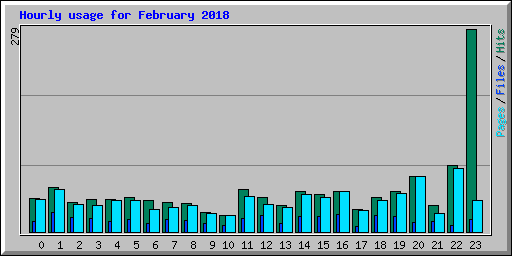 Hourly usage for February 2018
279
Pages/Files/Hits
0 1 2 3 4 5 6 7 8 9 10 11 12 13 14 15 16 17 18 19 20 21 22 23